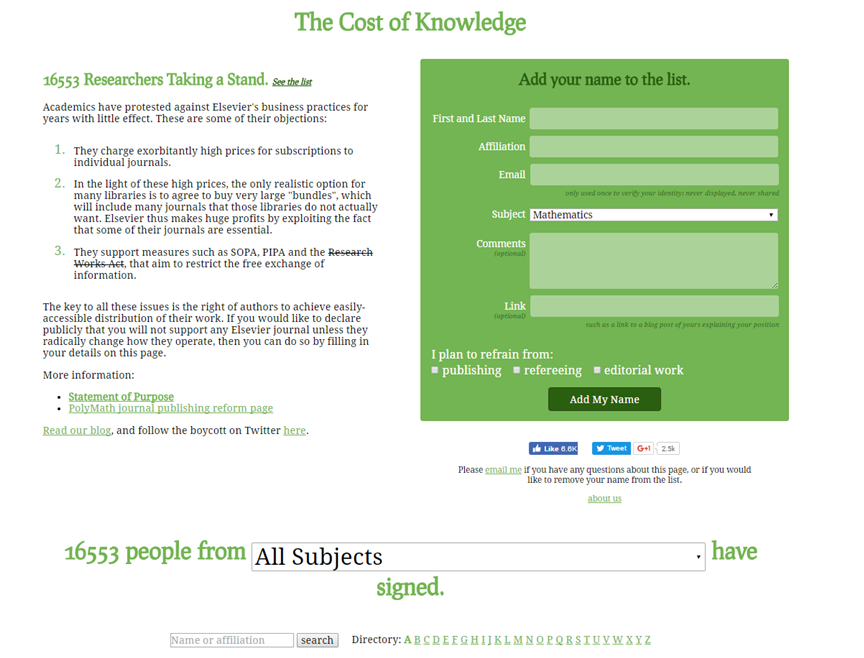 The Cost of Knowledge
16553 Researchers Taking a Stand. See the list
Academics have protested against Elsevier's business practices for
years with little effect. These are some of their objections:
1. They charge exorbitantly high prices for subscriptions to
individual journals.
2. In the light of these high prices, the only realistic option for
many libraries is to agree to buy very large "bundles", which
will include many journals that those libraries do not actually
want. Elsevier thus makes huge profits by exploiting the fact
that some of their journals are essential.
3. They support measures such as SOPA, PIPA and the Research
Works Act, that aim to restrict the free exchange of
information.
The key to all these issues is the right of authors to achieve easily-
accessible distribution of their work. If you would like to declare
publicly that you will not support any Elsevier journal unless they
radically change how they operate, then you can do so by filling in
your details on this page.
More information:
• Statement of Purpose
• PolyMath journal publishing reform page
Read our blog, and follow the boycott on Twitter here.
Add your name to the list.
First and Last Name
Affiliation
Email
only used once to verify your identity; never displayed, never shared
Subject Mathematics
Comments
(optional)
Link
(optional)
such as a link to a blog post of yours explaining your position
I plan to refrain from:
publishing refereeing editorial work
Add My Name
Like 6.6K Tweet G+1 2.5k
Please email me if you have any questions about this page, or if you would
like to remove your name from the list.
about us
16553 people from All Subjects have
signed.
Name or affiliation search Directory: A B C D E F G H I J K L M N O P Q R S T U V W X Y Z